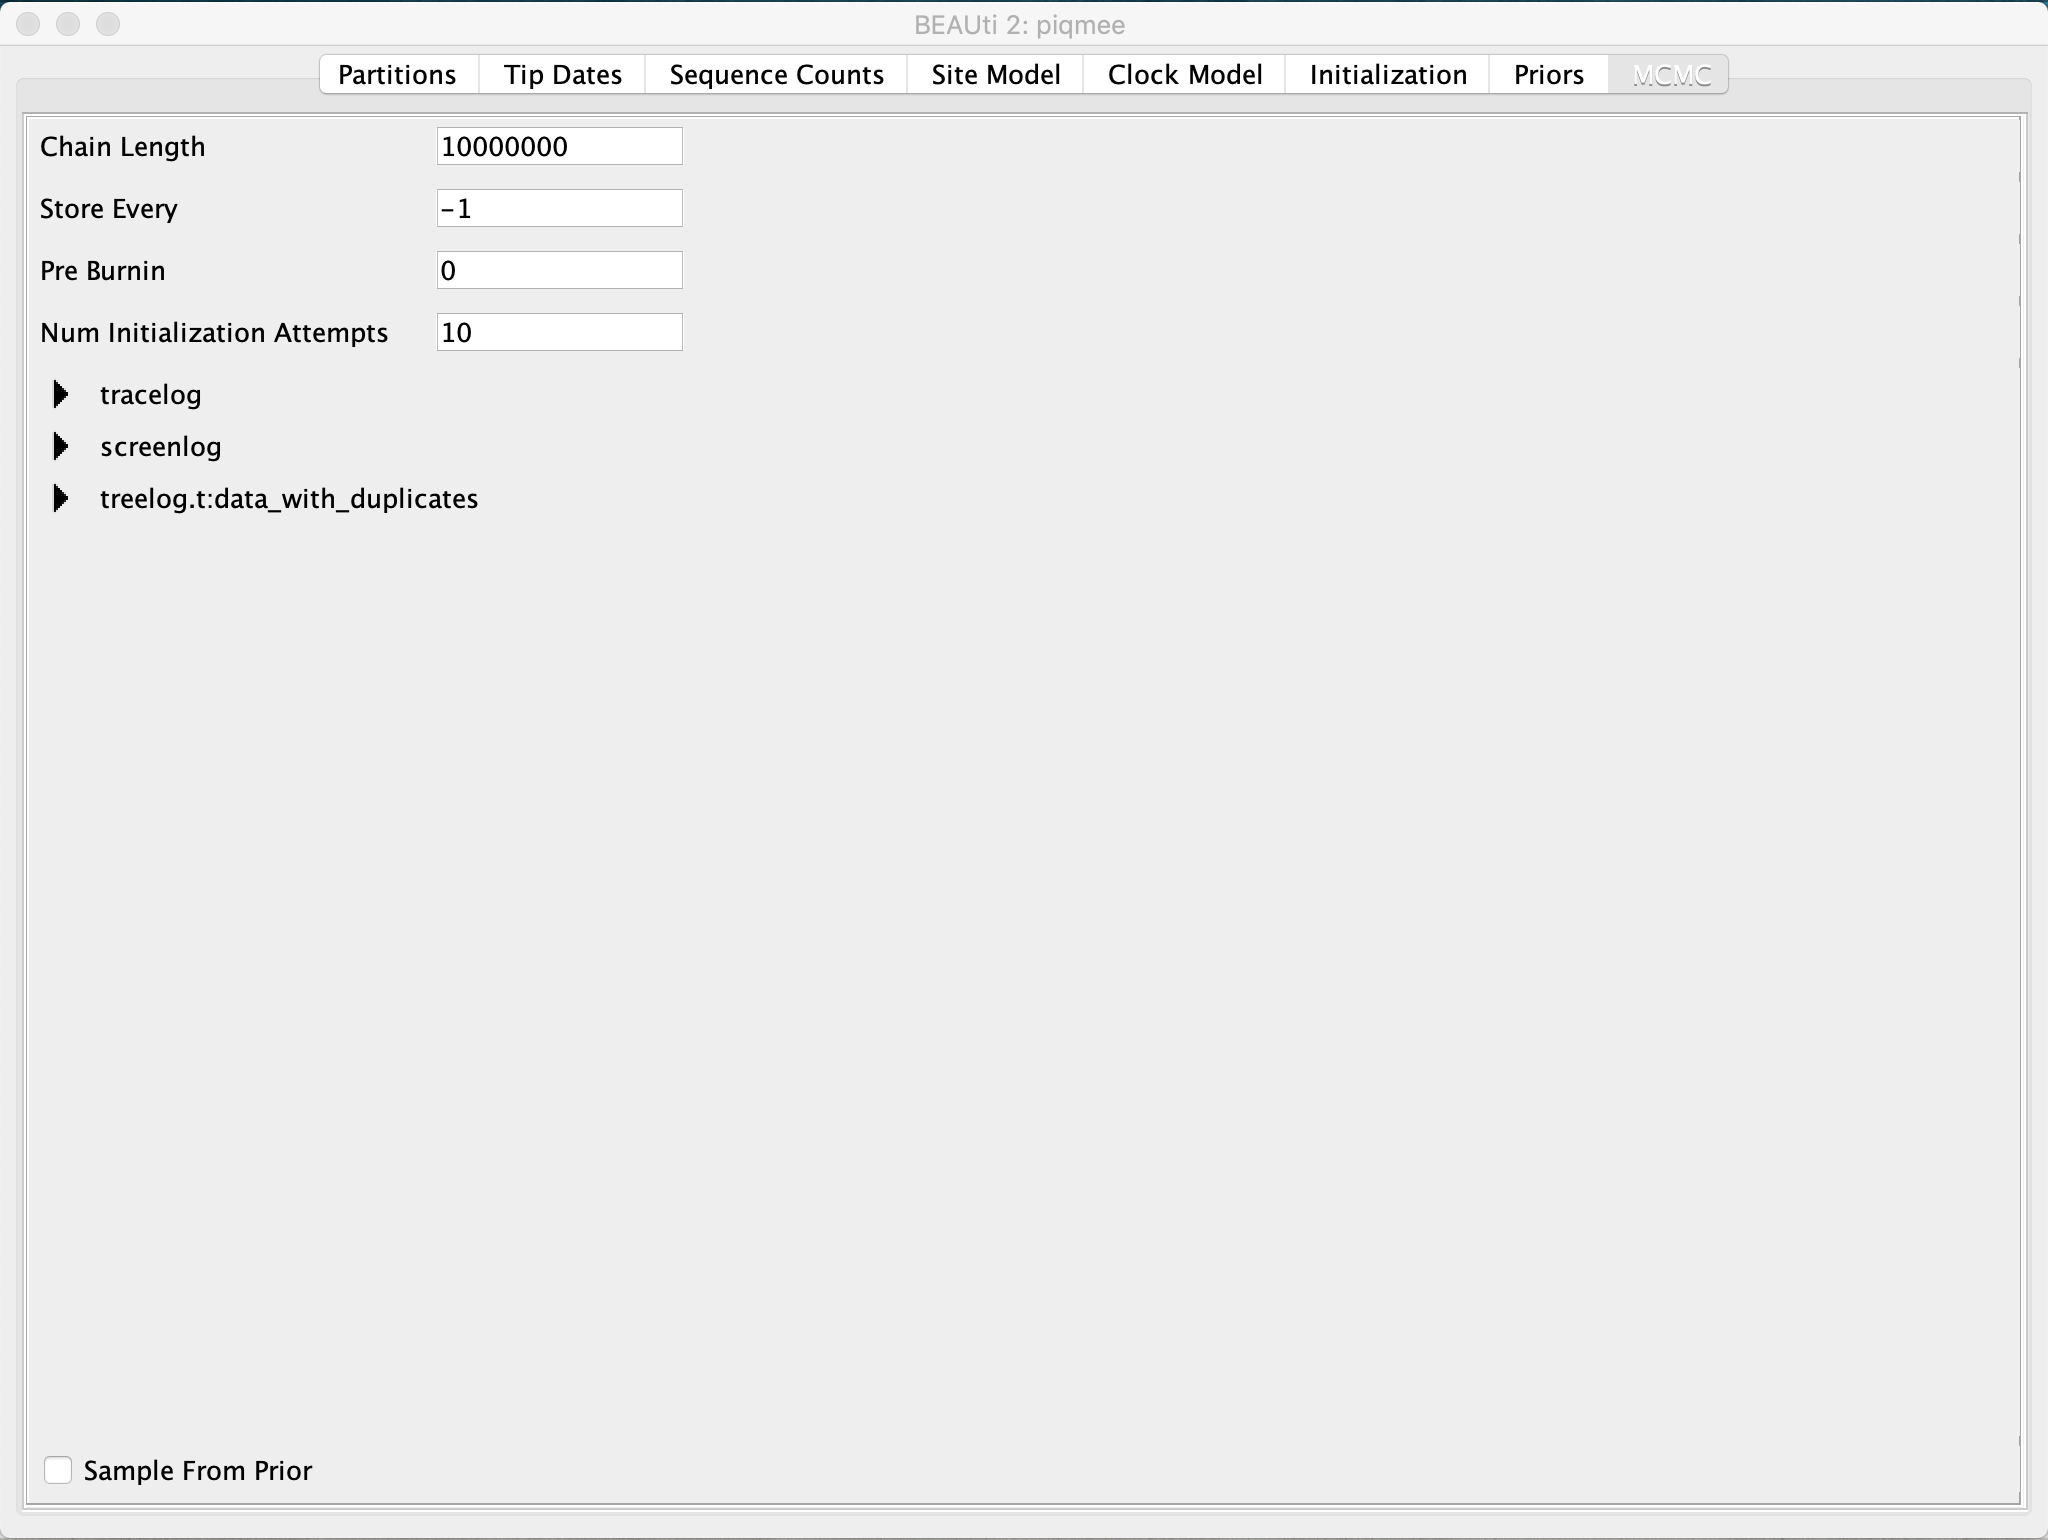 BEAUti 2: piqmee
Partitions Tip Dates Sequence Counts Site Model Clock Model Initialization Priors MCMC
Chain Length 10000000
Store Every -1
Pre Burnin 0
Num Initialization Attempts 10
tracelog
screenlog
treelog.t:data_with_duplicates
Sample From Prior